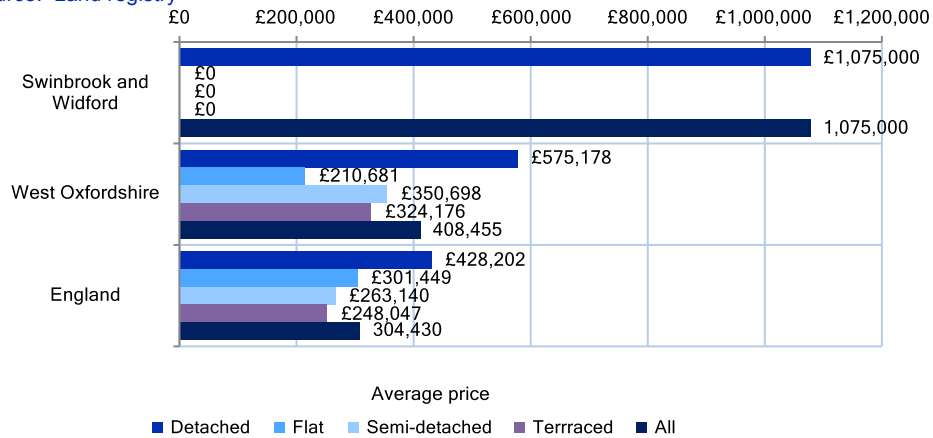 £0 £200,000 £400,000 £600,000 £800,000 £1,000,000 £1,200,000
Swinbrook and
Widford
£1,075,000
£0
£0
£0
1,075,000
West Oxfordshire
£575,178
£210,681
£350,698
£324,176
408,455
England
£428,202
£301,449
£263,140
£248,047
304,430
Average price
Detached Flat Semi-detached Terrraced All